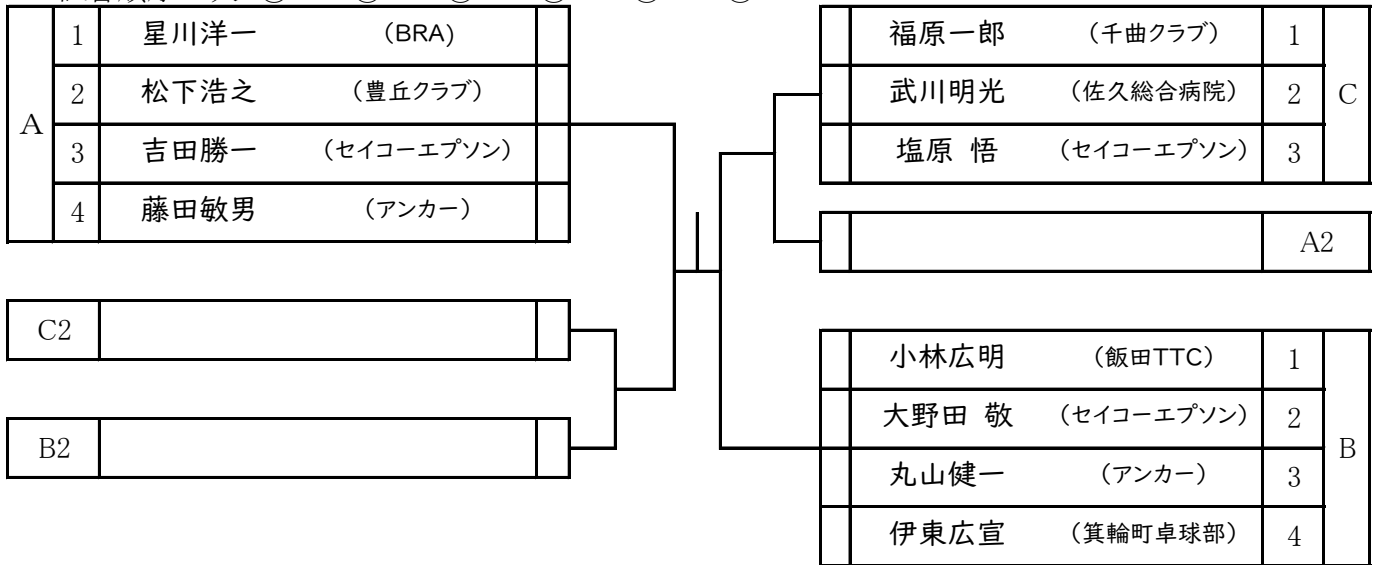 A
1 星川洋一 (BRA)
2 松下浩之 (豊丘クラブ)
3 吉田勝一 (セイコーエプソン)
4 藤田敏男 (アンカー)
C2
B2
福原一郎 (千曲クラブ) 1
武川明光 (佐久総合病院) 2
塩原 悟 (セイコーエプソン) 3
C
A2
小林広明 (飯田TTC) 1
大野田 敬 (セイコーエプソン) 2
丸山健一 (アンカー) 3
伊東広宣 (箕輪町卓球部) 4
B